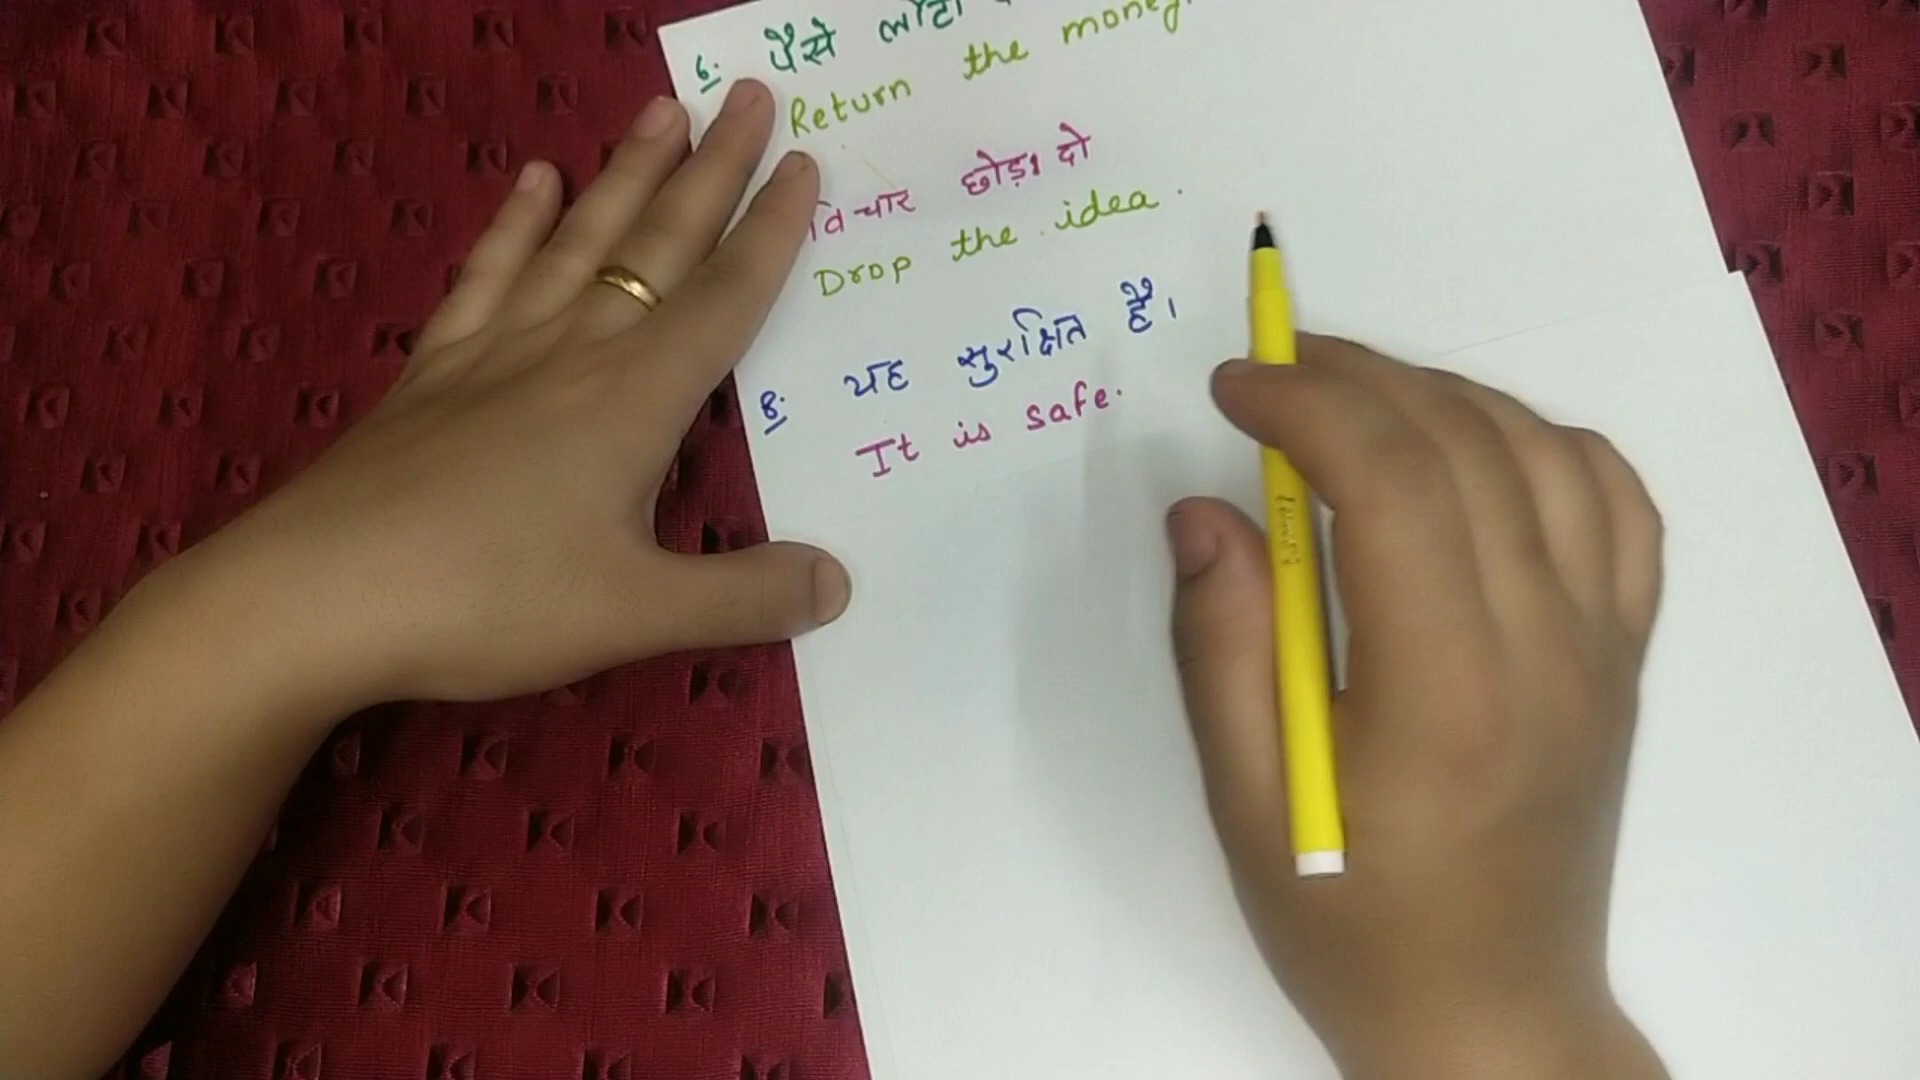 6. पैसे लौटा
Return the money.
विचार छोड़ दो
Drop the idea.
8. यह सुरक्षित है।
It is safe.